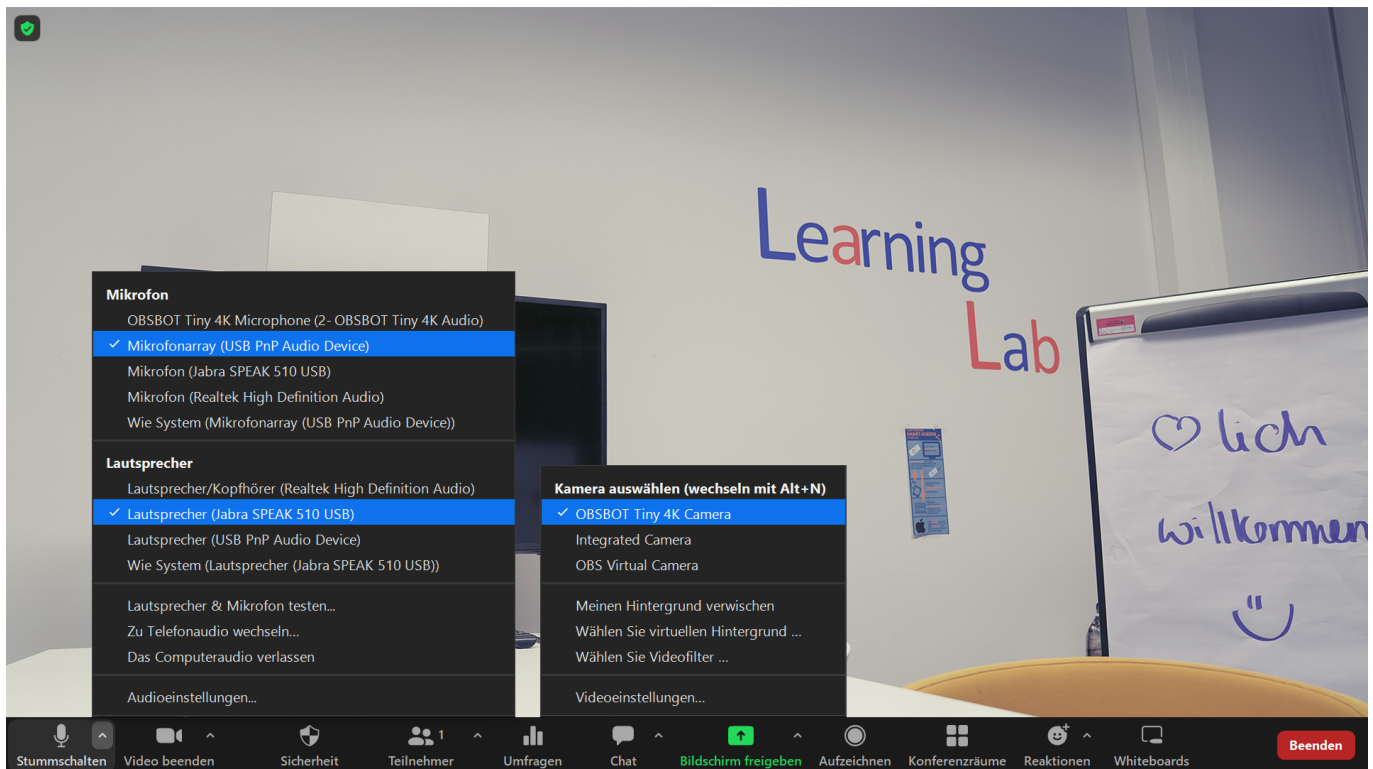 Learning
Lab
♡lich
willkommen
Mikrofon
OBSBOT Tiny 4K Microphone (2- OBSBOT Tiny 4K Audio)
Mikrofonarray (USB PnP Audio Device)
Mikrofon (Jabra SPEAK 510 USB)
Mikrofon (Realtek High Definition Audio)
Wie System (Mikrofonarray (USB PnP Audio Device))
Lautsprecher
Lautsprecher/Kopfhörer (Realtek High Definition Audio)
Lautsprecher (Jabra SPEAK 510 USB)
Lautsprecher (USB PnP Audio Device)
Wie System (Lautsprecher (Jabra SPEAK 510 USB))
Lautsprecher & Mikrofon testen...
Zu Telefonaudio wechseln...
Das Computeraudio verlassen
Audioeinstellungen...
Kamera auswählen (wechseln mit Alt+N)
OBSBOT Tiny 4K Camera
Integrated Camera
OBS Virtual Camera
Meinen Hintergrund verwischen
Wählen Sie virtuellen Hintergrund ...
Wählen Sie Videofilter ...
Videoeinstellungen...
1
Stummschalten Video beenden Sicherheit Teilnehmer Umfragen Chat Bildschirm freigeben Aufzeichnen Konferenzräume Reaktionen Whiteboards Beenden